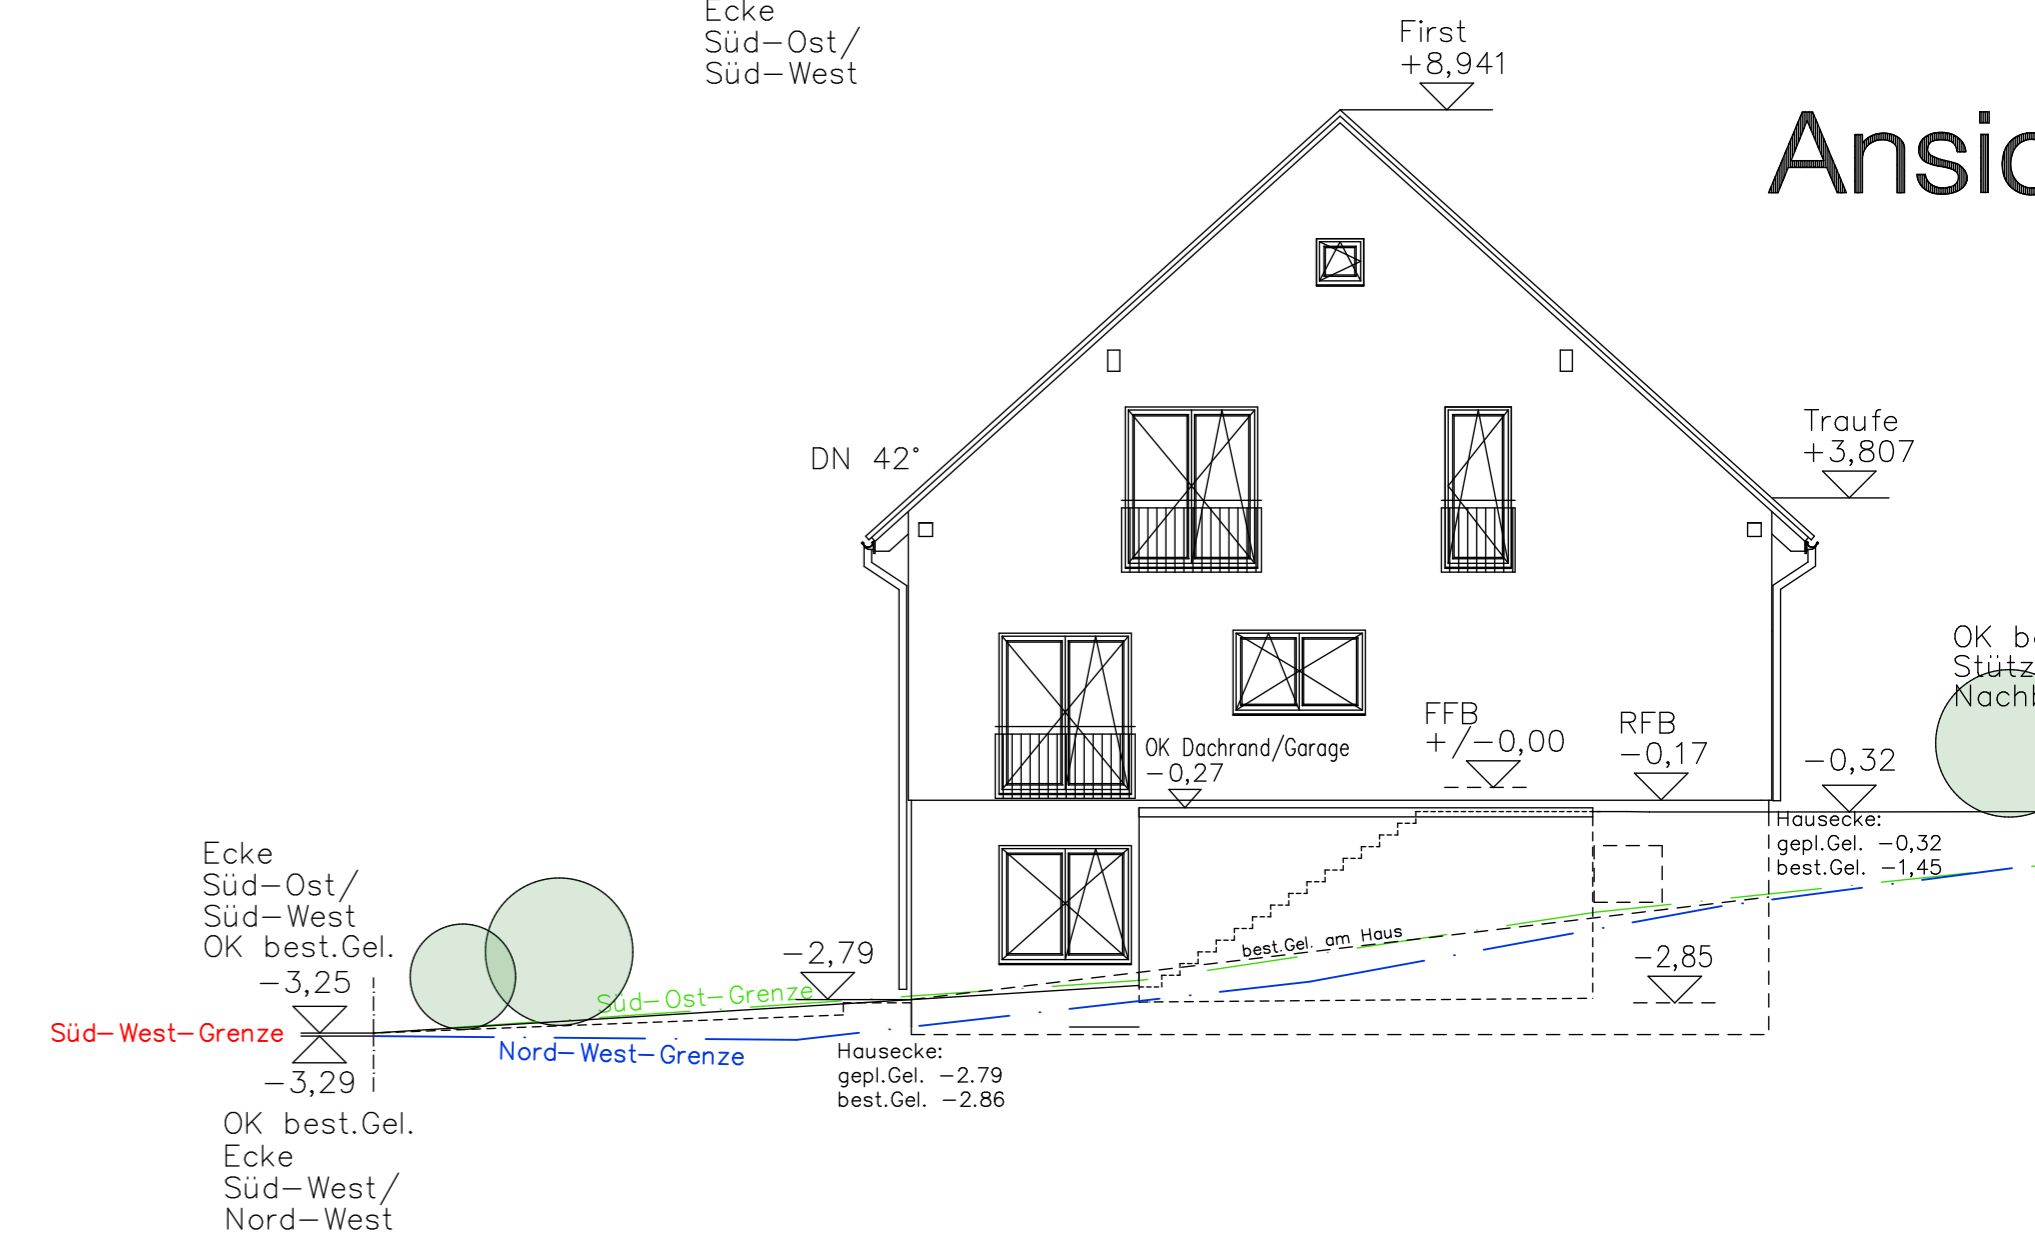 Ecke
Süd-Ost/
Süd-West
First
+8,941
DN 42°
Traufe
+3,807
FFB
+/-0,00
RFB
-0,17
OK Dachrand/Garage
-0,27
-0,32
Hausecke:
gepl.Gel. -0,32
best.Gel. -1,45
Ecke
Süd-Ost/
Süd-West
OK best.Gel.
-3,25
Süd-West-Grenze
-3,29
OK best.Gel.
Ecke
Süd-West/
Nord-West
Süd-Ost-Grenze
Nord-West-Grenze
-2,79
Hausecke:
gepl.Gel. -2.79
best.Gel. -2.86
best.Gel. am Haus
-2,85
OK